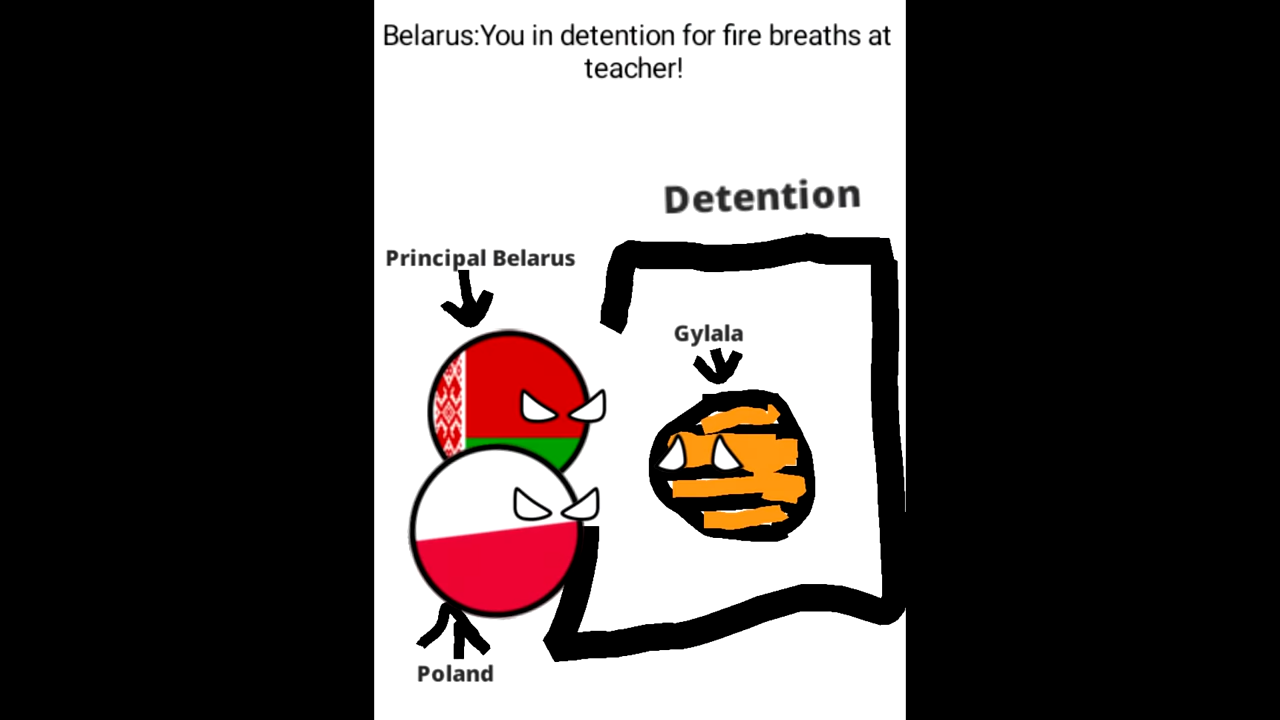 Belarus:You in detention for fire breaths at
teacher!
Detention
Principal Belarus
Gylala
Poland